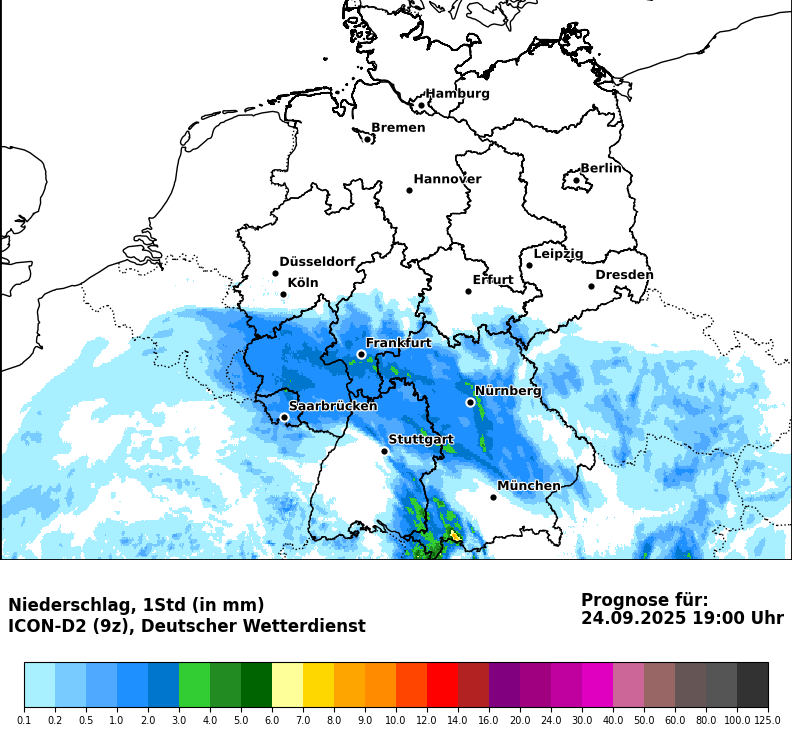 Hamburg
Bremen
Berlin
Hannover
Leipzig
Düsseldorf
Dresden
Köln
Erfurt
Frankfurt
Nürnberg
Saarbrücken
Stuttgart
München
Niederschlag, 1Std (in mm)
ICON-D2 (9z), Deutscher Wetterdienst
Prognose für:
24.09.2025 19:00 Uhr
0.1 0.2 0.5 1.0 2.0 3.0 4.0 5.0 6.0 7.0 8.0 9.0 10.0 12.0 14.0 16.0 20.0 24.0 30.0 40.0 50.0 60.0 80.0 100.0 125.0